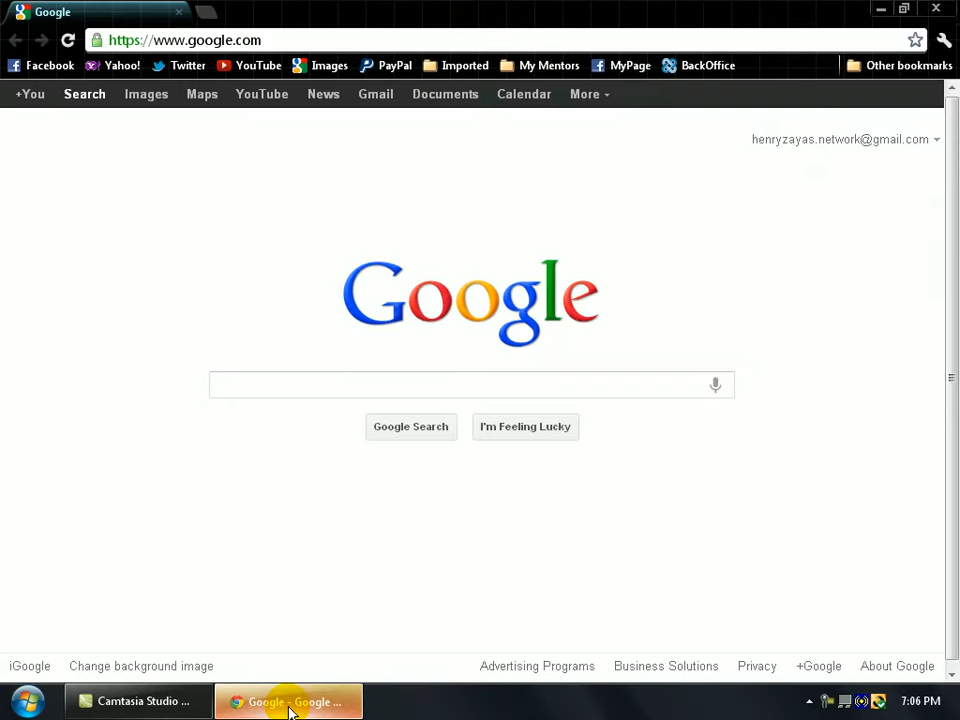 Google
https://www.google.com
Facebook Yahoo! Twitter YouTube Images PayPal Imported My Mentors MyPage BackOffice Other bookmarks
+You Search Images Maps YouTube News Gmail Documents Calendar More
henryzayas.network@gmail.com
Google
Google Search I'm Feeling Lucky
iGoogle Change background image Advertising Programs Business Solutions Privacy +Google About Google
Camtasia Studio ... Google - Google ... 7:06 PM